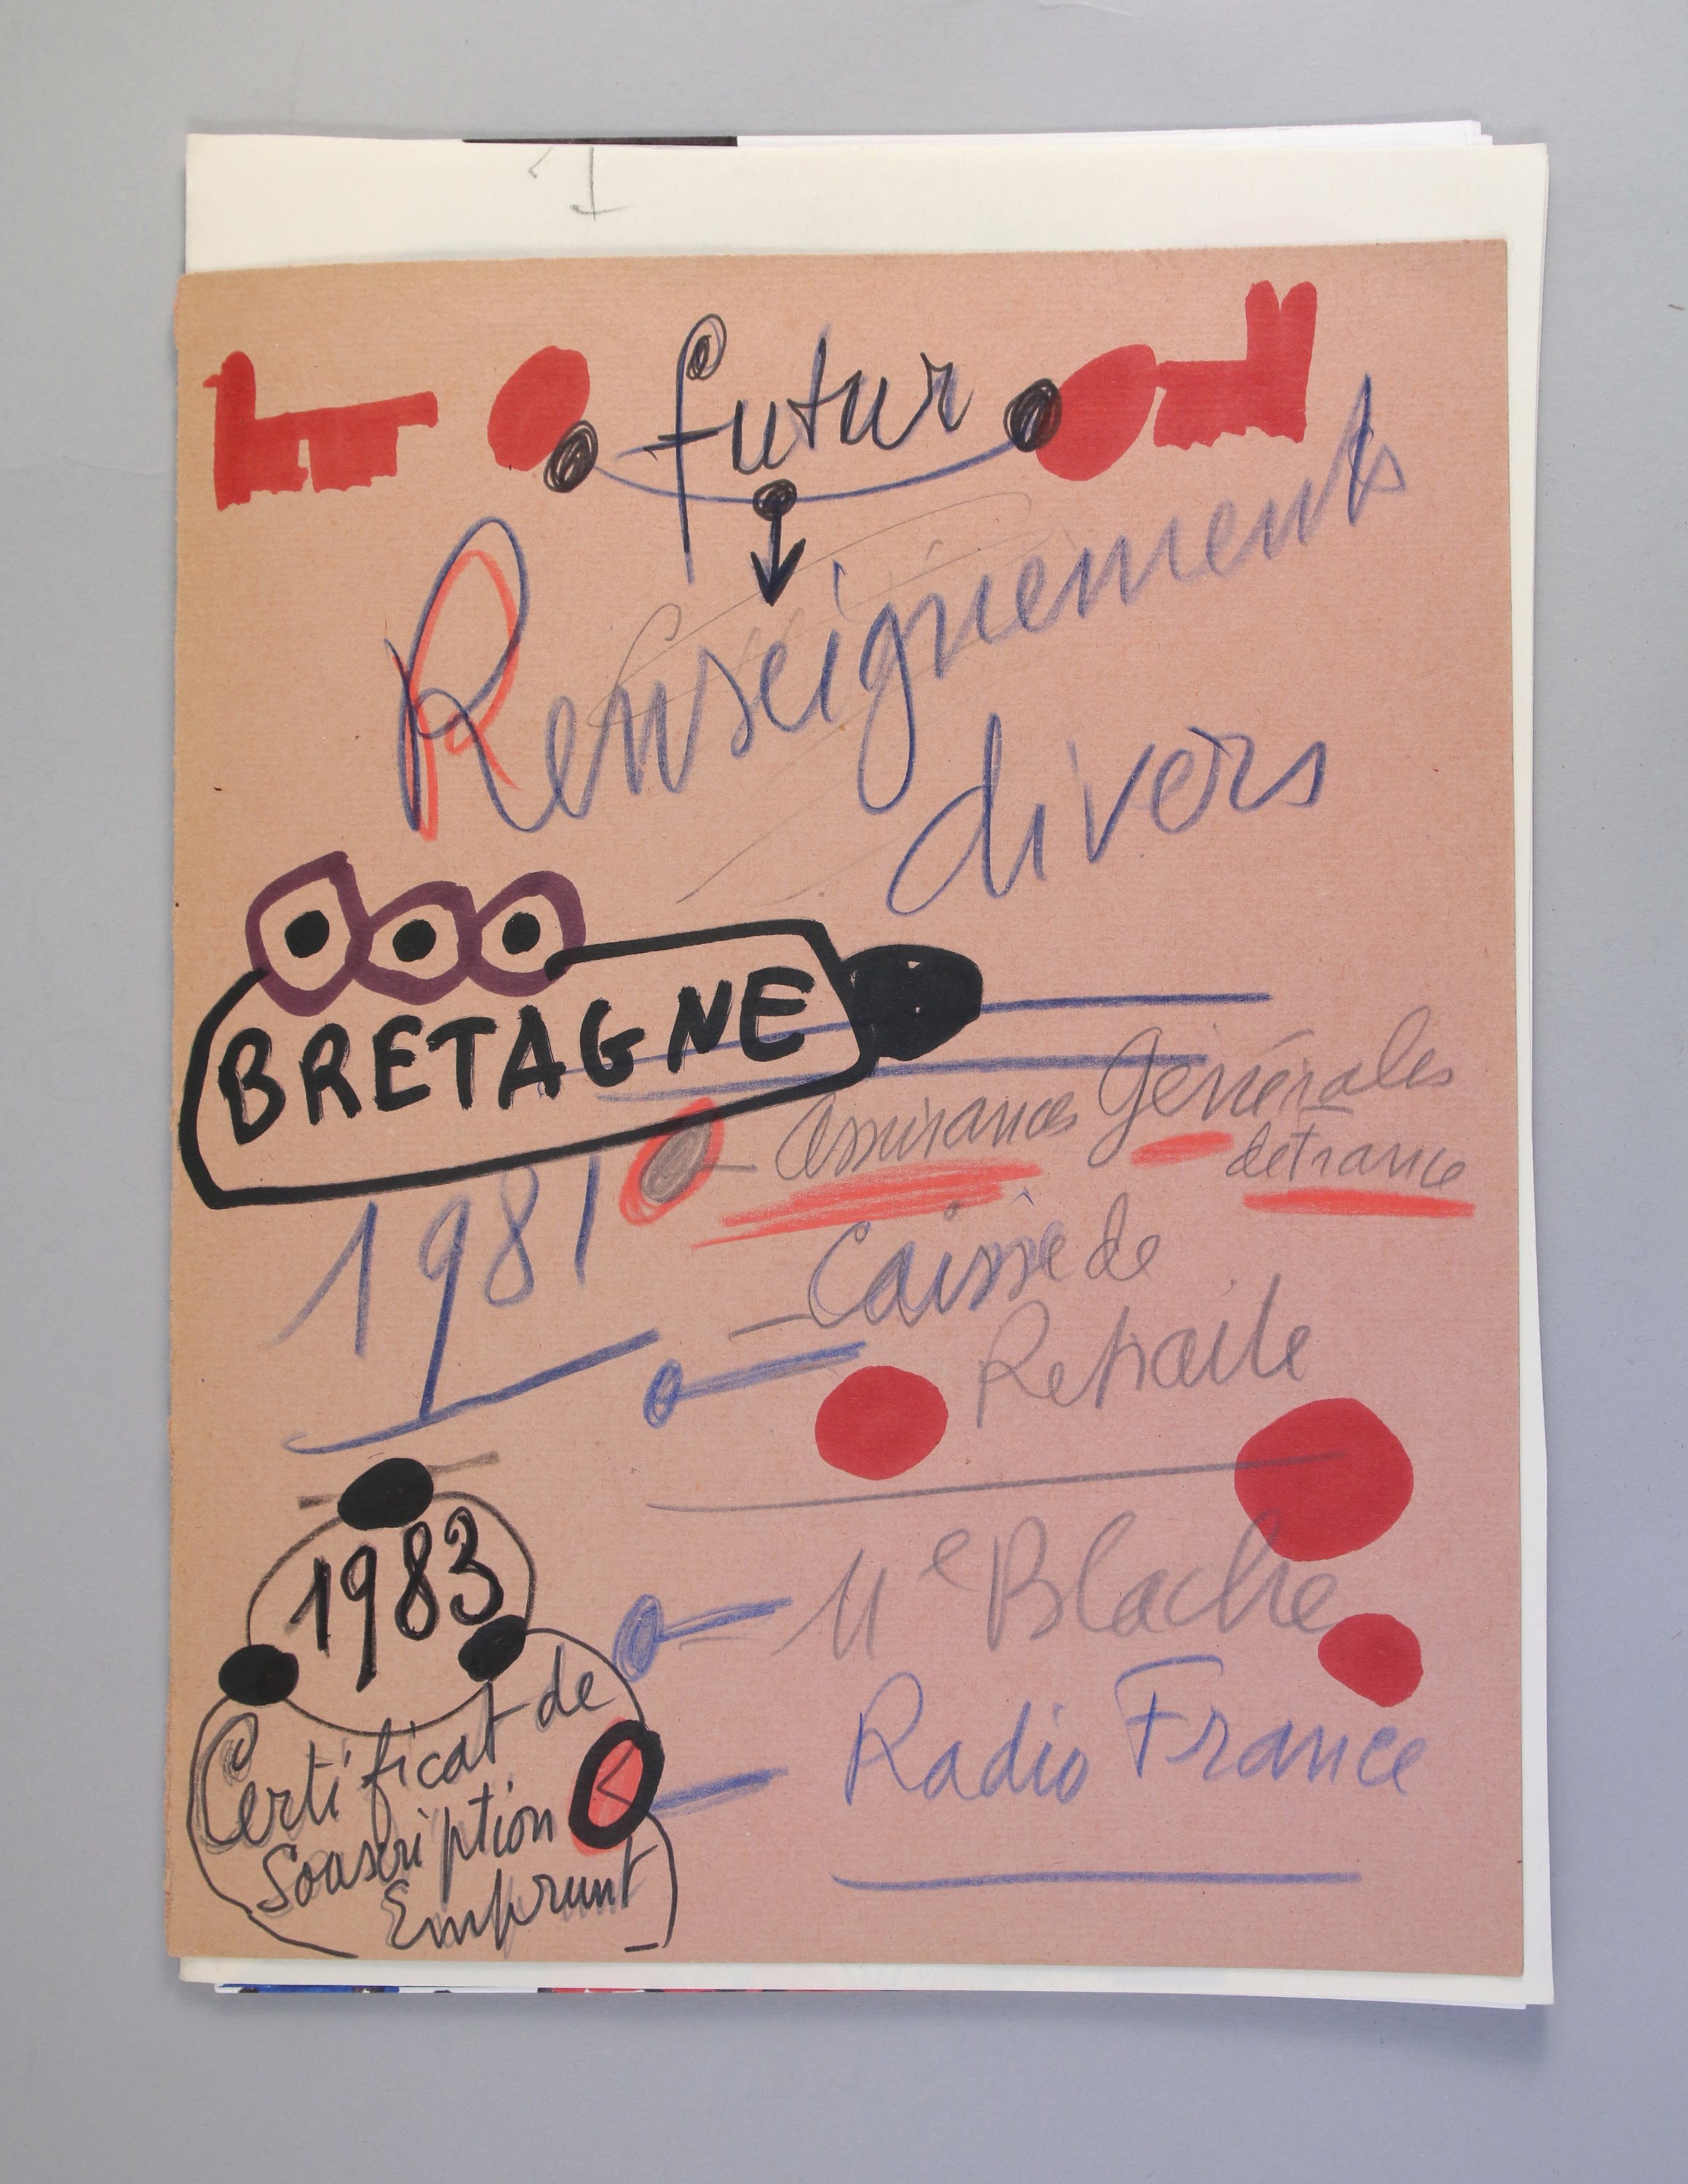 1
futur
Renseignements
divers
BRETAGNE
assurances Générales
de France
1981
Caisse de
Retraite
1983
Me Blache
Certificat de
Souscription
Emprunt
Radio France